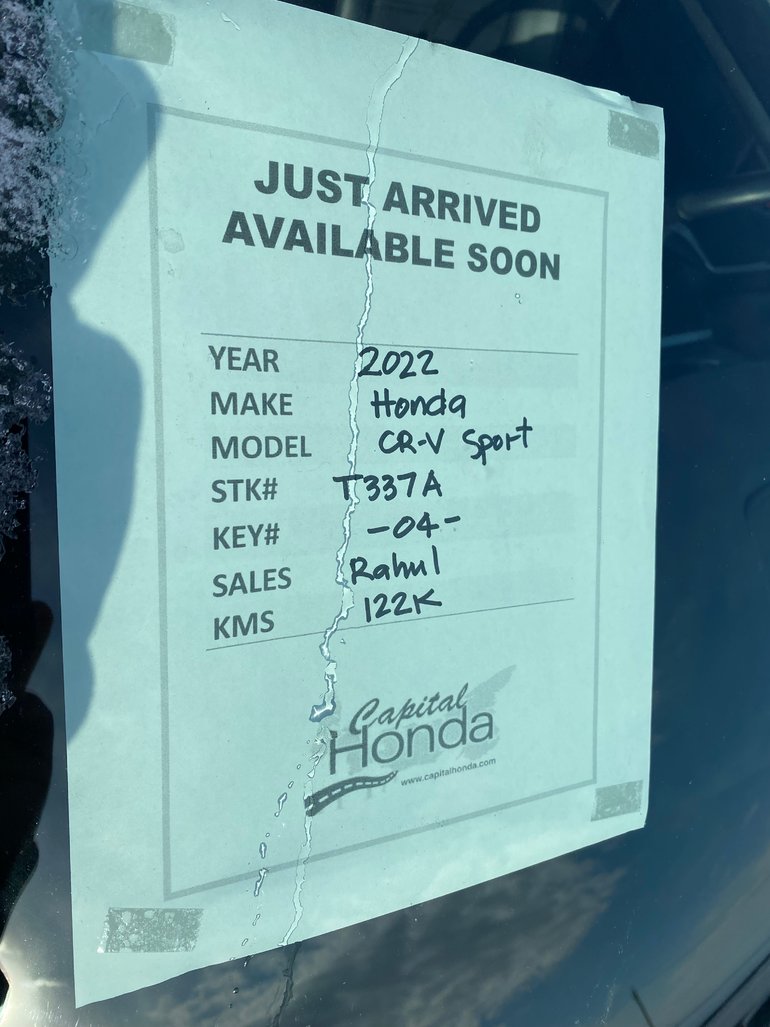 JUST ARRIVED
AVAILABLE SOON
YEAR 2022
MAKE Honda
MODEL CR-V Sport
STK# T337A
KEY# -04-
SALES Rahul
KMS 122K
Capital
Honda
www.capitalhonda.com